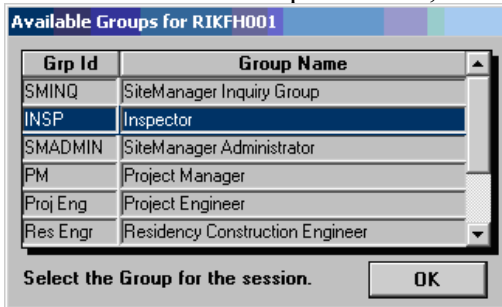 Available Groups for RIKFH001
Grp Id Group Name
SMINQ SiteManager Inquiry Group
INSP Inspector
SMADMIN SiteManager Administrator
PM Project Manager
Proj Eng Project Engineer
Res Engr Residency Construction Engineer
Select the Group for the session. OK